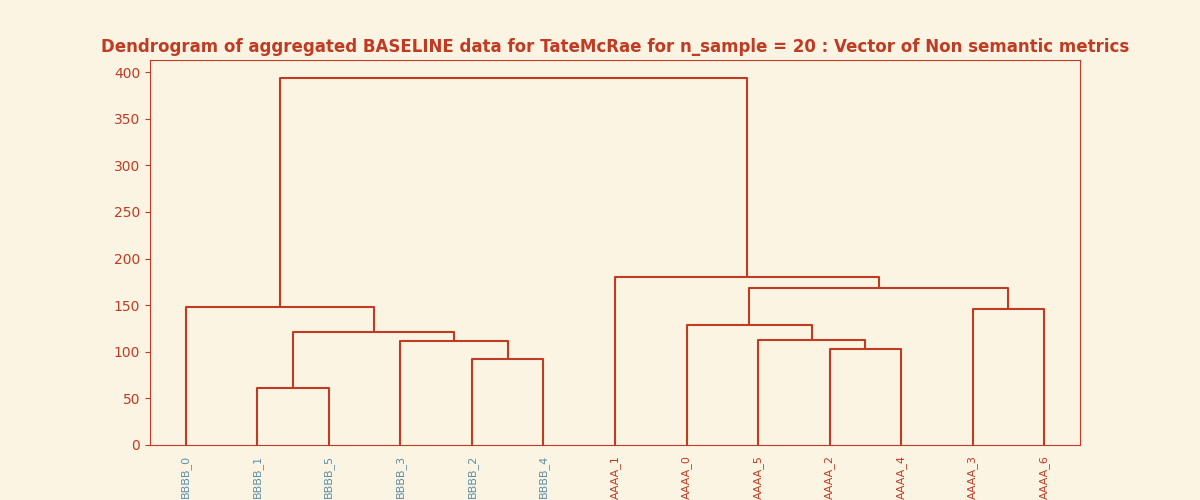 Dendrogram of aggregated BASELINE data for TateMcRae for n_sample = 20 : Vector of Non semantic metrics
400
350
300
250
200
150
100
50
0
BBBB_0
BBBB_1
BBBB_5
BBBB_3
BBBB_2
BBBB_4
AAAA_1
AAAA_0
AAAA_5
AAAA_2
AAAA_4
AAAA_3
AAAA_6